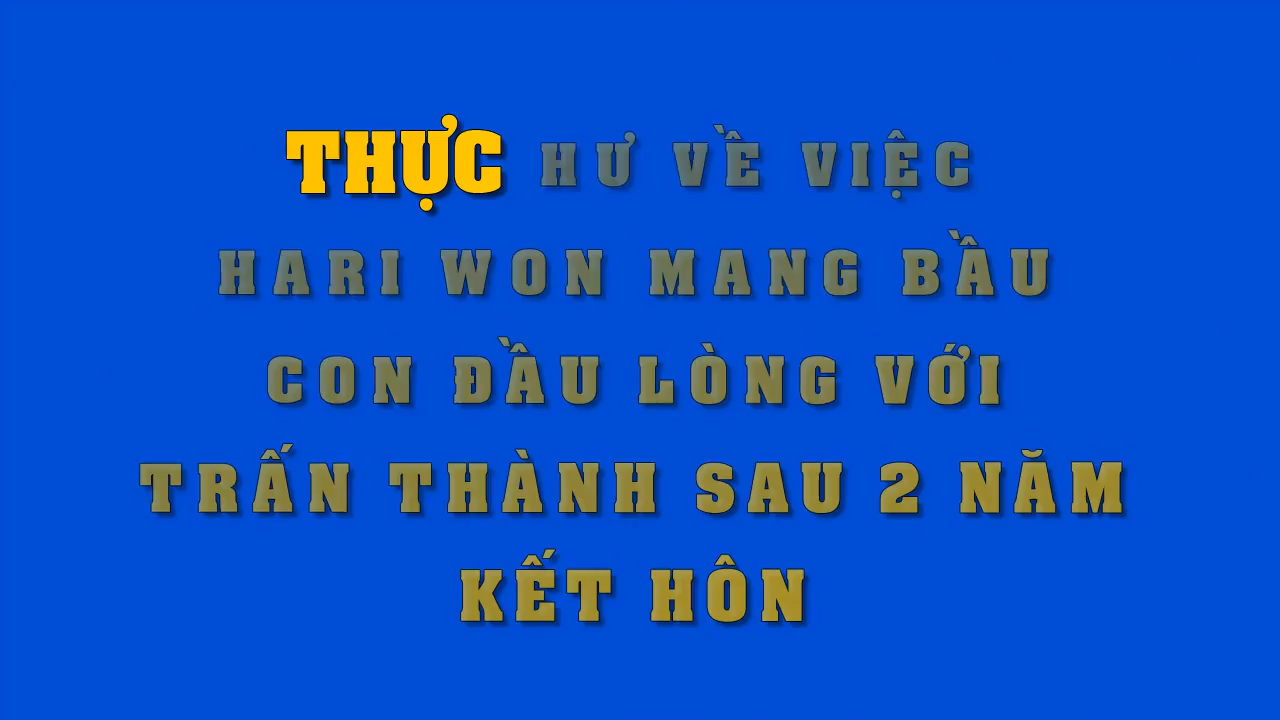 THỰC HƯ VỀ VIỆC
HARI WON MANG BẦU
CON ĐẦU LÒNG VỚI
TRẤN THÀNH SAU 2 NĂM
KẾT HÔN